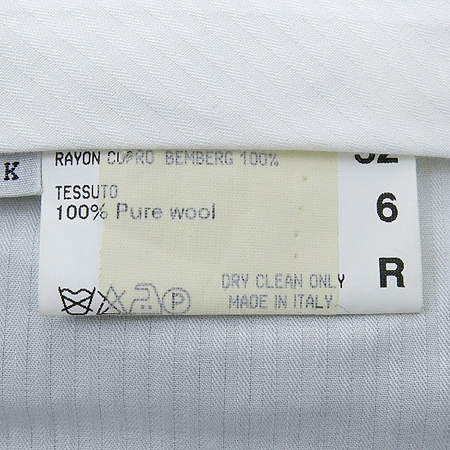 K
RAYON CUPRO BEMBERG 100%
TESSUTO
100% Pure wool
6
DRY CLEAN ONLY
R
MADE IN ITALY
P